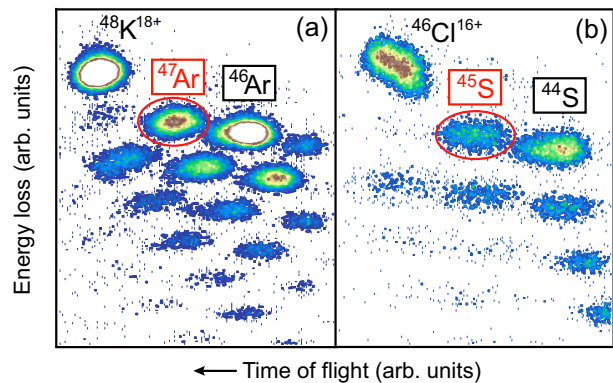 (a)
⁴⁸K¹⁸⁺
⁴⁷Ar
⁴⁶Ar
(b)
⁴⁶Cl¹⁶⁺
⁴⁵S
⁴⁴S
Energy loss (arb. units)
← Time of flight (arb. units)